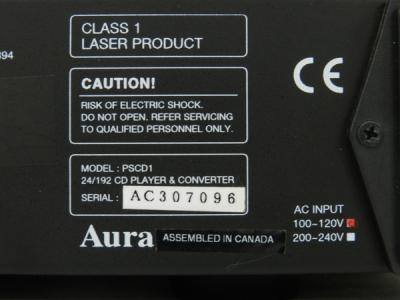 CLASS 1
LASER PRODUCT
394
CE
CAUTION!
RISK OF ELECTRIC SHOCK.
DO NOT OPEN. REFER SERVICING
TO QUALIFIED PERSONNEL ONLY.
MODEL : PSCD1
24/192 CD PLAYER & CONVERTER
SERIAL : AC307096
Aura ASSEMBLED IN CANADA
AC INPUT
100~120V
200~240V